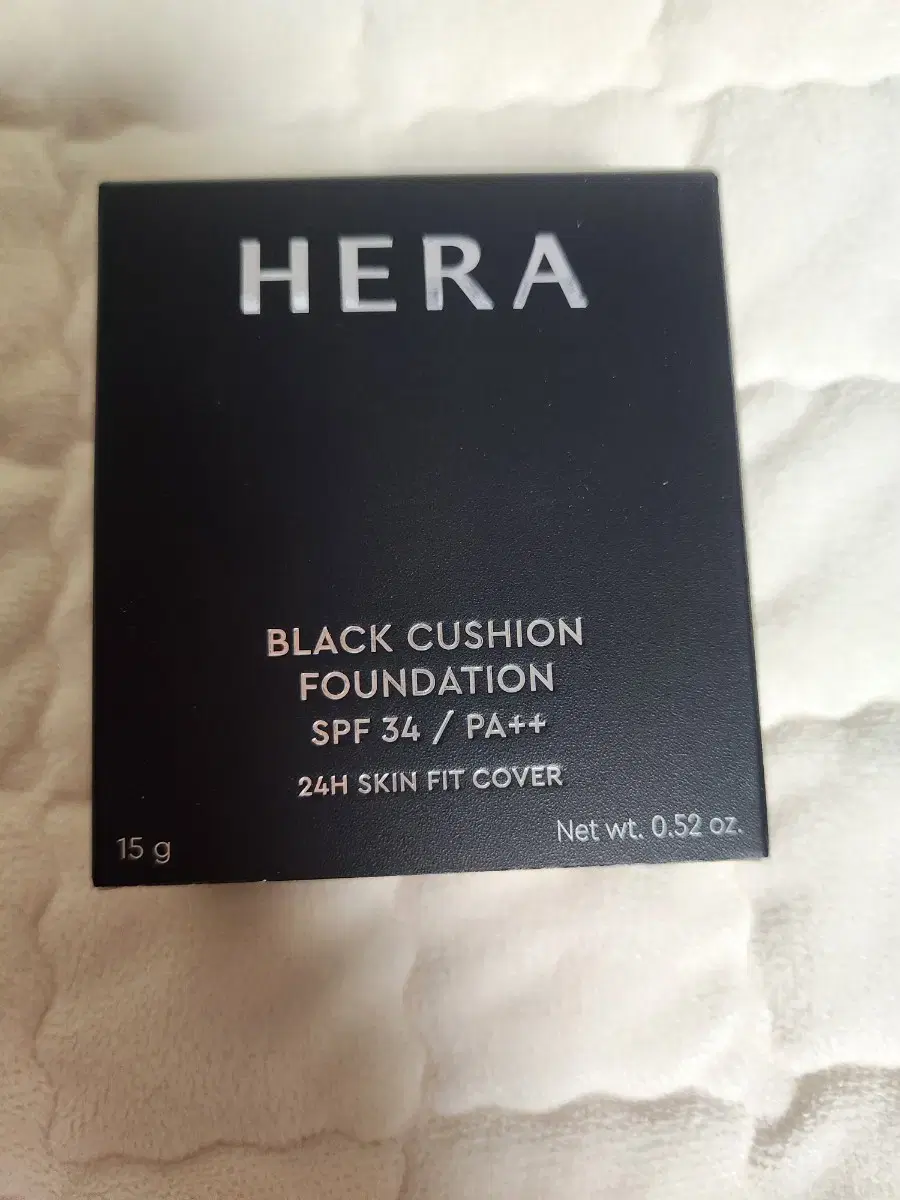 HERA
BLACK CUSHION
FOUNDATION
SPF 34 / PA++
24H SKIN FIT COVER
15 g
Net wt. 0.52 oz.